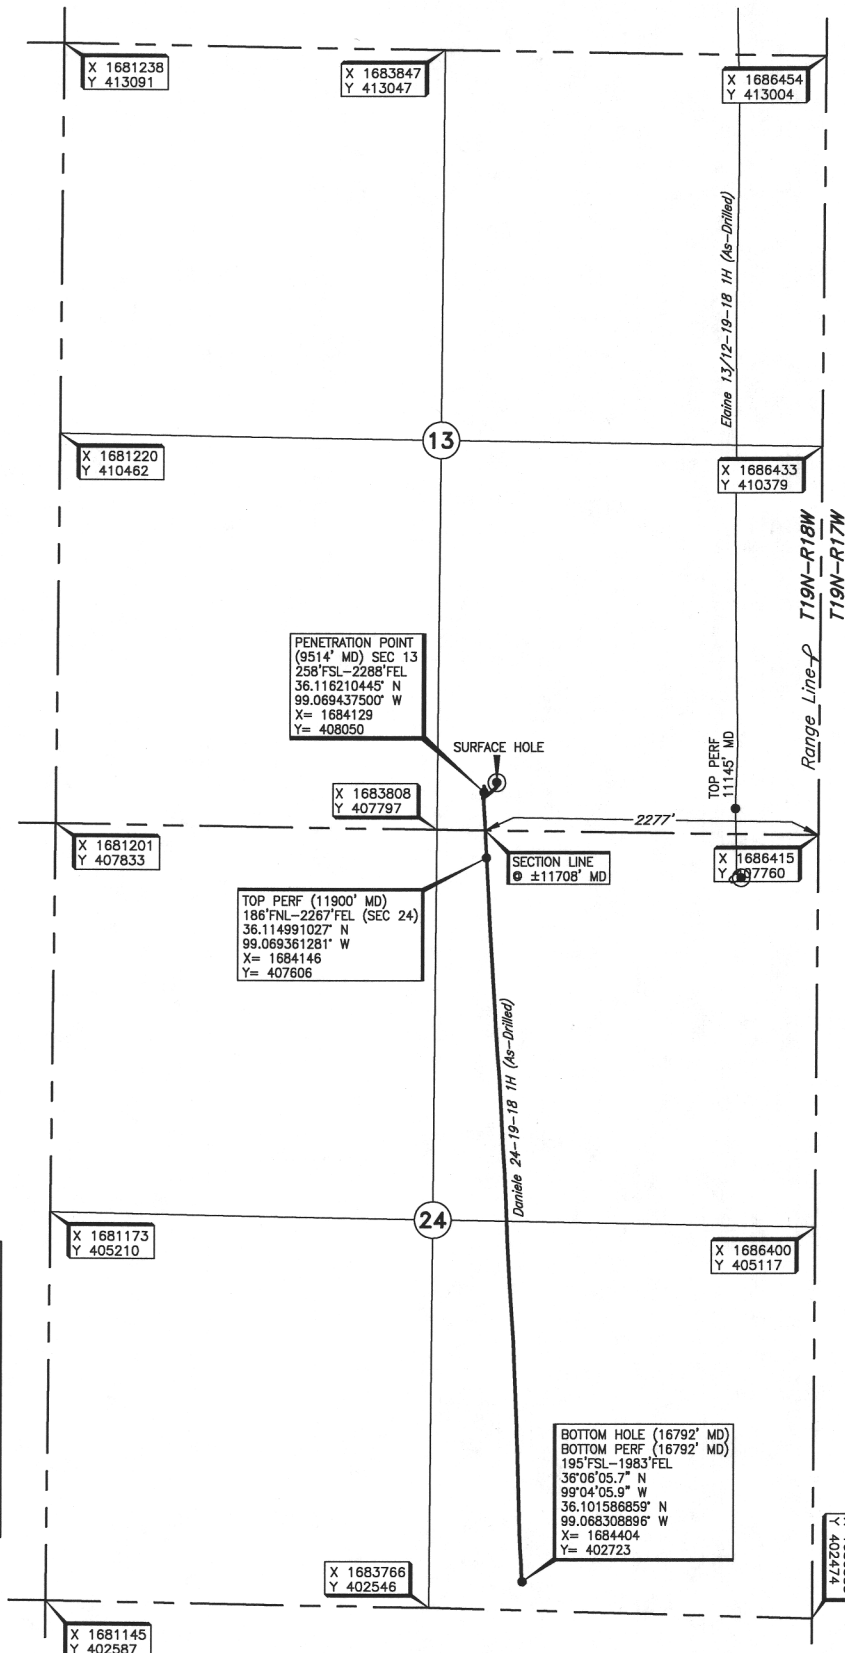 X 1681238
Y 413091
X 1683847
Y 413047
X 1686454
Y 413004
Elaine 13/12-19-18 1H (As-Drilled)
13
X 1681220
Y 410462
X 1686433
Y 410379
T19N-R18W
T19N-R17W
Range Line
PENETRATION POINT
(9514' MD) SEC 13
258'FSL-2288'FEL
36.116210445° N
99.069437500° W
X= 1684129
Y= 408050
SURFACE HOLE
TOP PERF
11145' MD
X 1683808
Y 407797
2277'
X 1681201
Y 407833
SECTION LINE
@ ±11708' MD
X 1686415
Y 407760
TOP PERF (11900' MD)
186'FNL-2267'FEL (SEC 24)
36.114991027° N
99.069361281° W
X= 1684146
Y= 407606
Daniele 24-19-18 1H (As-Drilled)
24
X 1681173
Y 405210
X 1686400
Y 405117
BOTTOM HOLE (16792' MD)
BOTTOM PERF (16792' MD)
195'FSL-1983'FEL
36°06'05.7" N
99°04'05.9" W
36.101586859° N
99.068308896° W
X= 1684404
Y= 402723
X 1683766
Y 402546
Y 402474
X 1681145
Y 402587